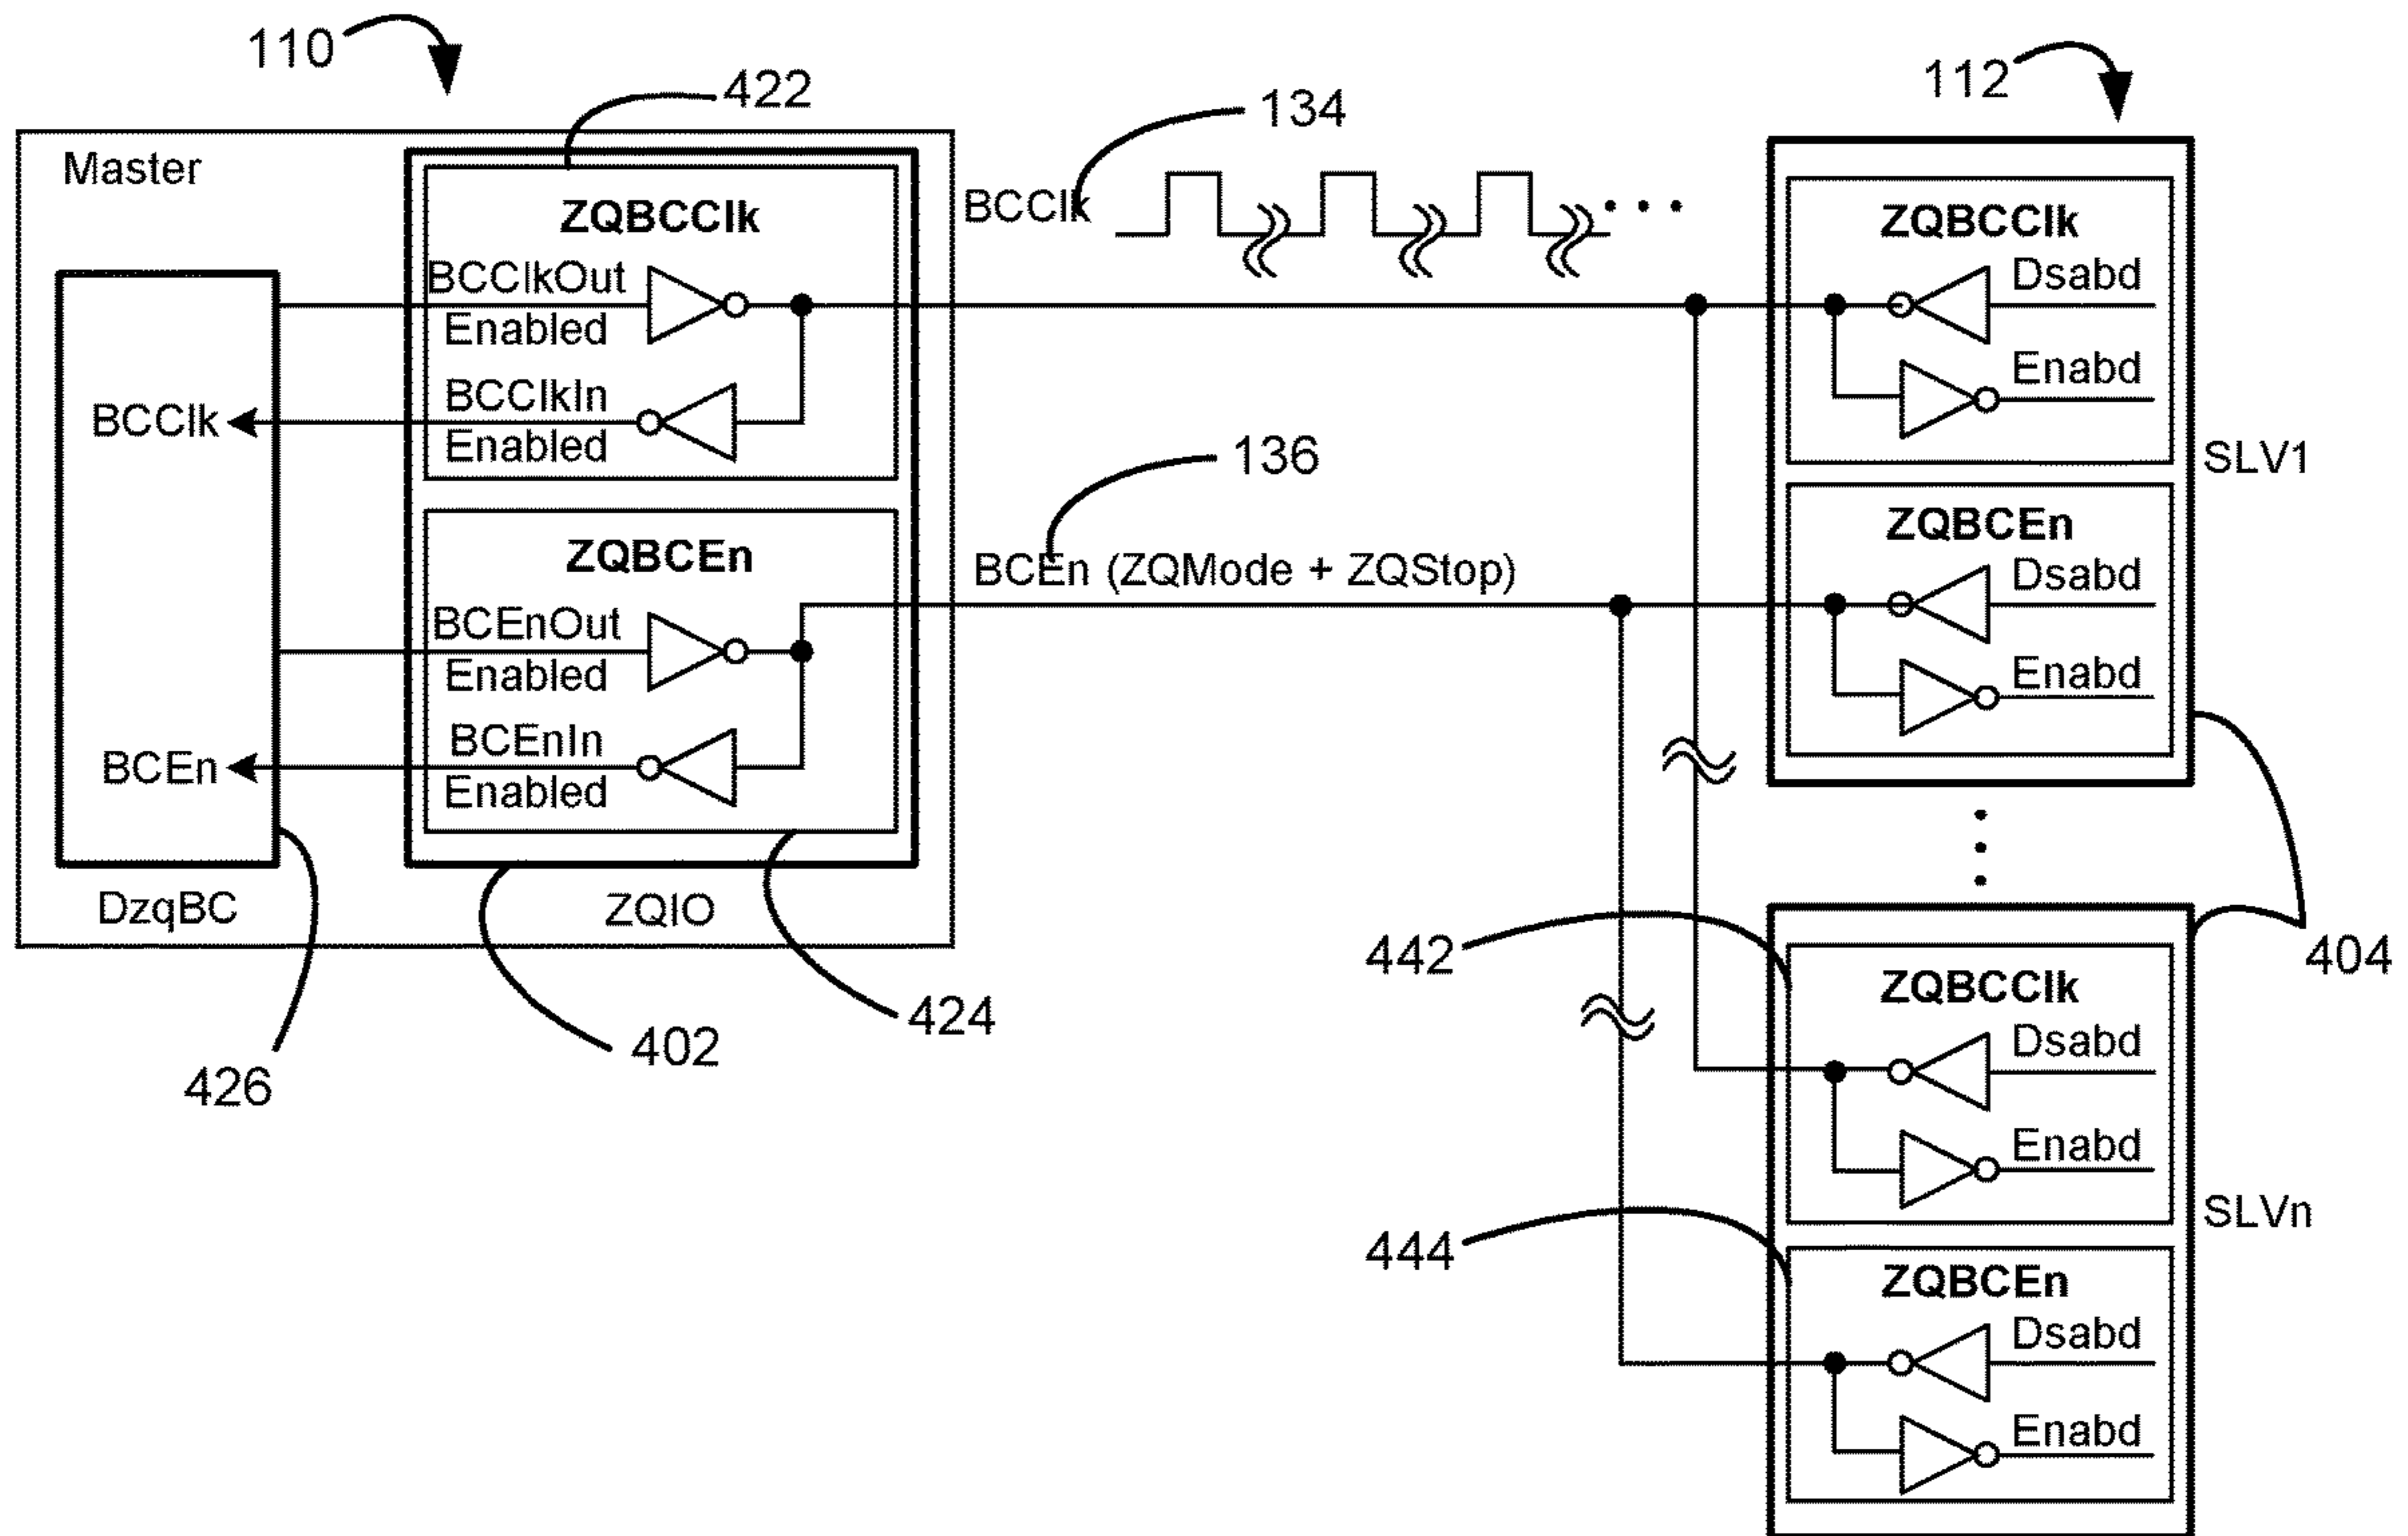 110
422
134
112
Master
ZQBCClk
BCClk
ZQBCClk
BCClkOut
Enabled
Dsabd
BCClkIn
Enabled
BCClk
Enabd
136
SLV1
ZQBCEn
ZQBCEn
BCEn (ZQMode + ZQStop)
Dsabd
BCEnOut
Enabled
Enabd
BCEnIn
Enabled
BCEn
DzqBC
ZQIO
442
404
ZQBCClk
424
402
Dsabd
426
Enabd
SLVn
444
ZQBCEn
Dsabd
Enabd